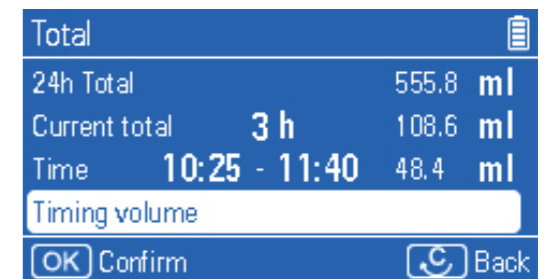 Total
24h Total 555.8 ml
Current total 3 h 108.6 ml
Time 10:25 - 11:40 48.4 ml
Timing volume
OK Confirm .C, Back